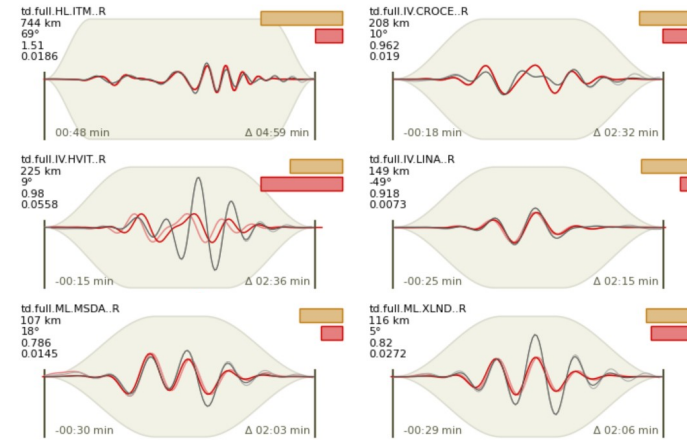 td.full.HL.ITM..R
744 km
69°
1.51
0.0186
00:48 min
Δ 04:59 min
td.full.IV.CROCE..R
208 km
10°
0.962
0.019
-00:18 min
Δ 02:32 min
td.full.IV.HVIT..R
225 km
9°
0.98
0.0558
-00:15 min
Δ 02:36 min
td.full.IV.LINA..R
149 km
-49°
0.918
0.0073
-00:25 min
Δ 02:15 min
td.full.ML.MSDA..R
107 km
18°
0.786
0.0145
-00:30 min
Δ 02:03 min
td.full.ML.XLND..R
116 km
5°
0.82
0.0272
-00:29 min
Δ 02:06 min